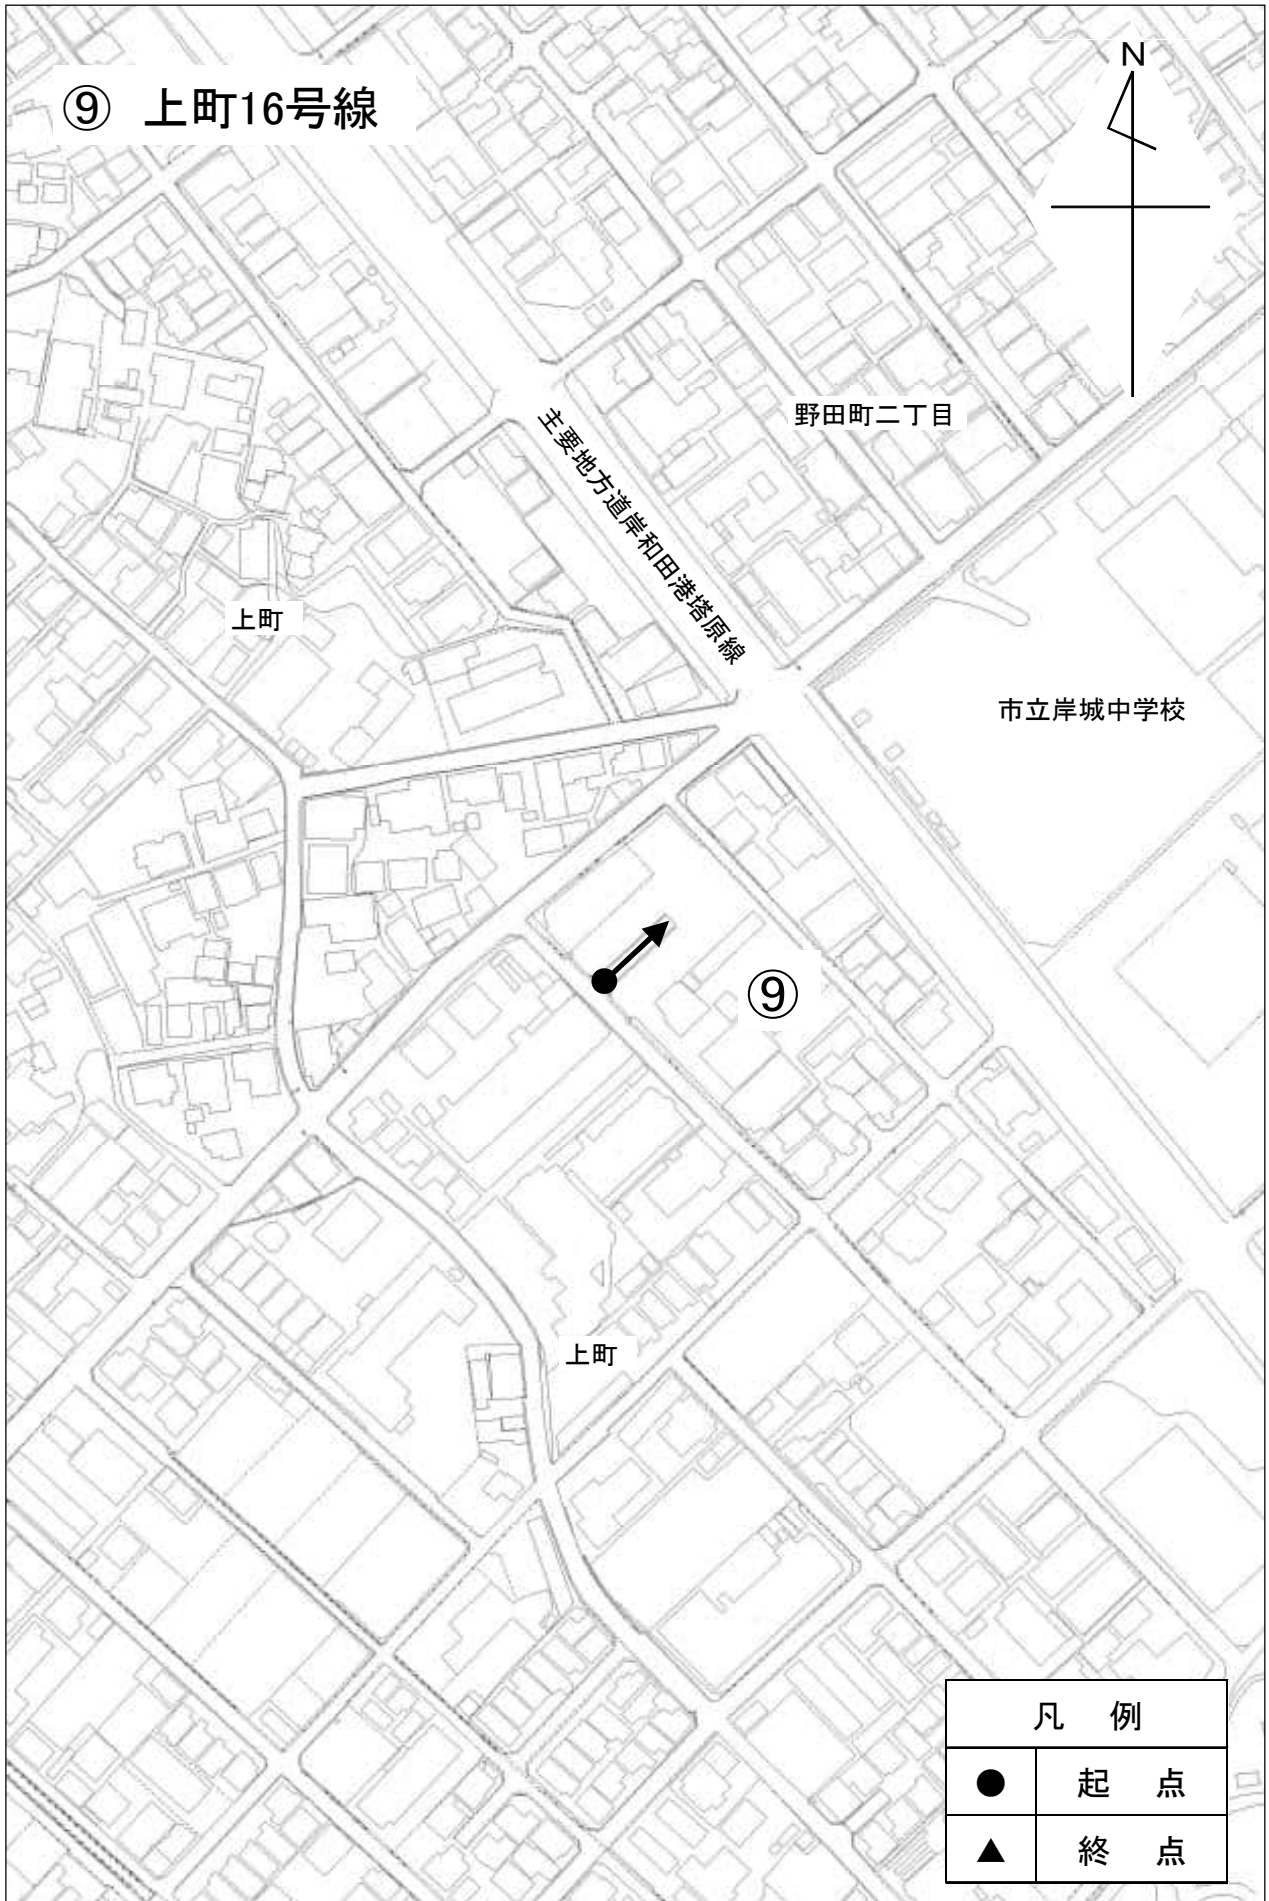 ⑨ 上町16号線
N
野田町二丁目
主要地方道岸和田港塔原線
上町
市立岸城中学校
⑨
上町
凡 例
● 起 点
▲ 終 点